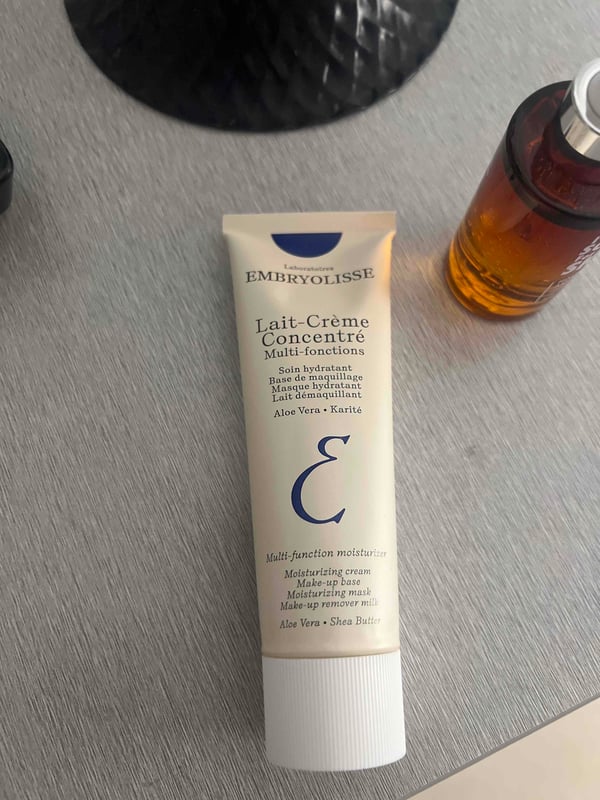 Laboratoires
EMBRYOLISSE
Lait-Crème
Concentré
Multi-fonctions
Soin hydratant
Base de maquillage
Masque hydratant
Lait démaquillant
Aloe Vera • Karité
ε
Multi-function moisturizer
Moisturizing cream
Make-up base
Moisturizing mask
Make-up remover milk
Aloe Vera • Shea Butter